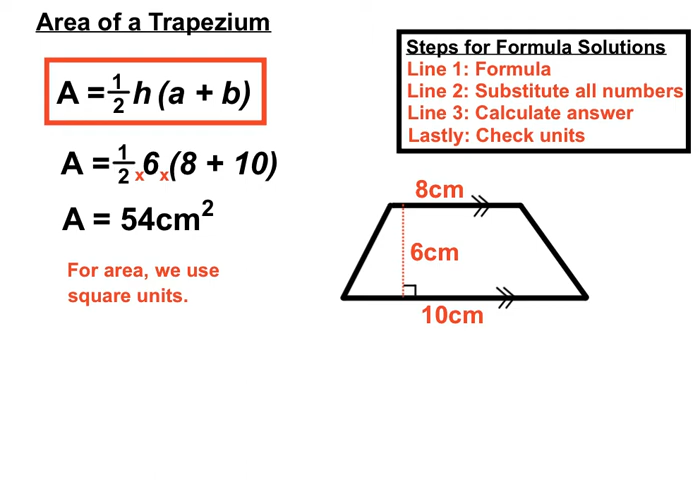 Area of a Trapezium
A = 1/2 h (a + b)
A = 1/2 x 6 x (8 + 10)
A = 54cm²
For area, we use
square units.
Steps for Formula Solutions
Line 1: Formula
Line 2: Substitute all numbers
Line 3: Calculate answer
Lastly: Check units
8cm
6cm
10cm